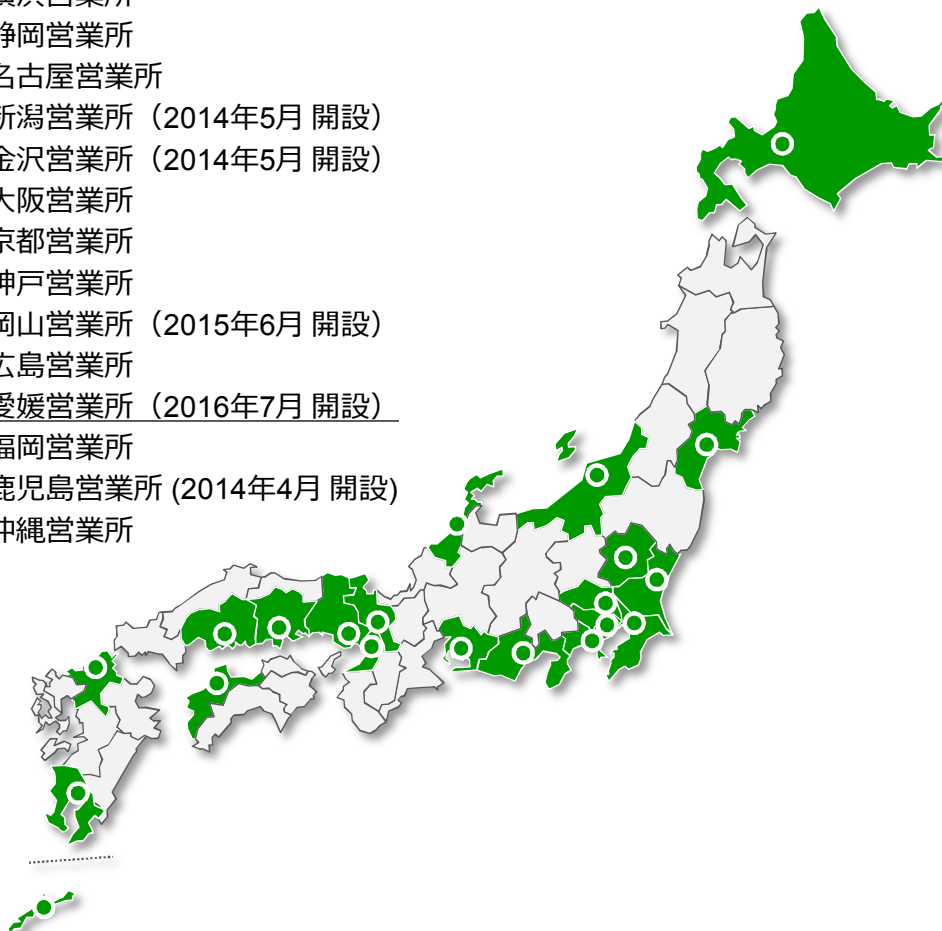 横浜営業所
静岡営業所
名古屋営業所
新潟営業所（2014年5月 開設）
金沢営業所（2014年5月 開設）
大阪営業所
京都営業所
神戸営業所
岡山営業所（2015年6月 開設）
広島営業所
愛媛営業所（2016年7月 開設）
福岡営業所
鹿児島営業所 (2014年4月 開設)
沖縄営業所